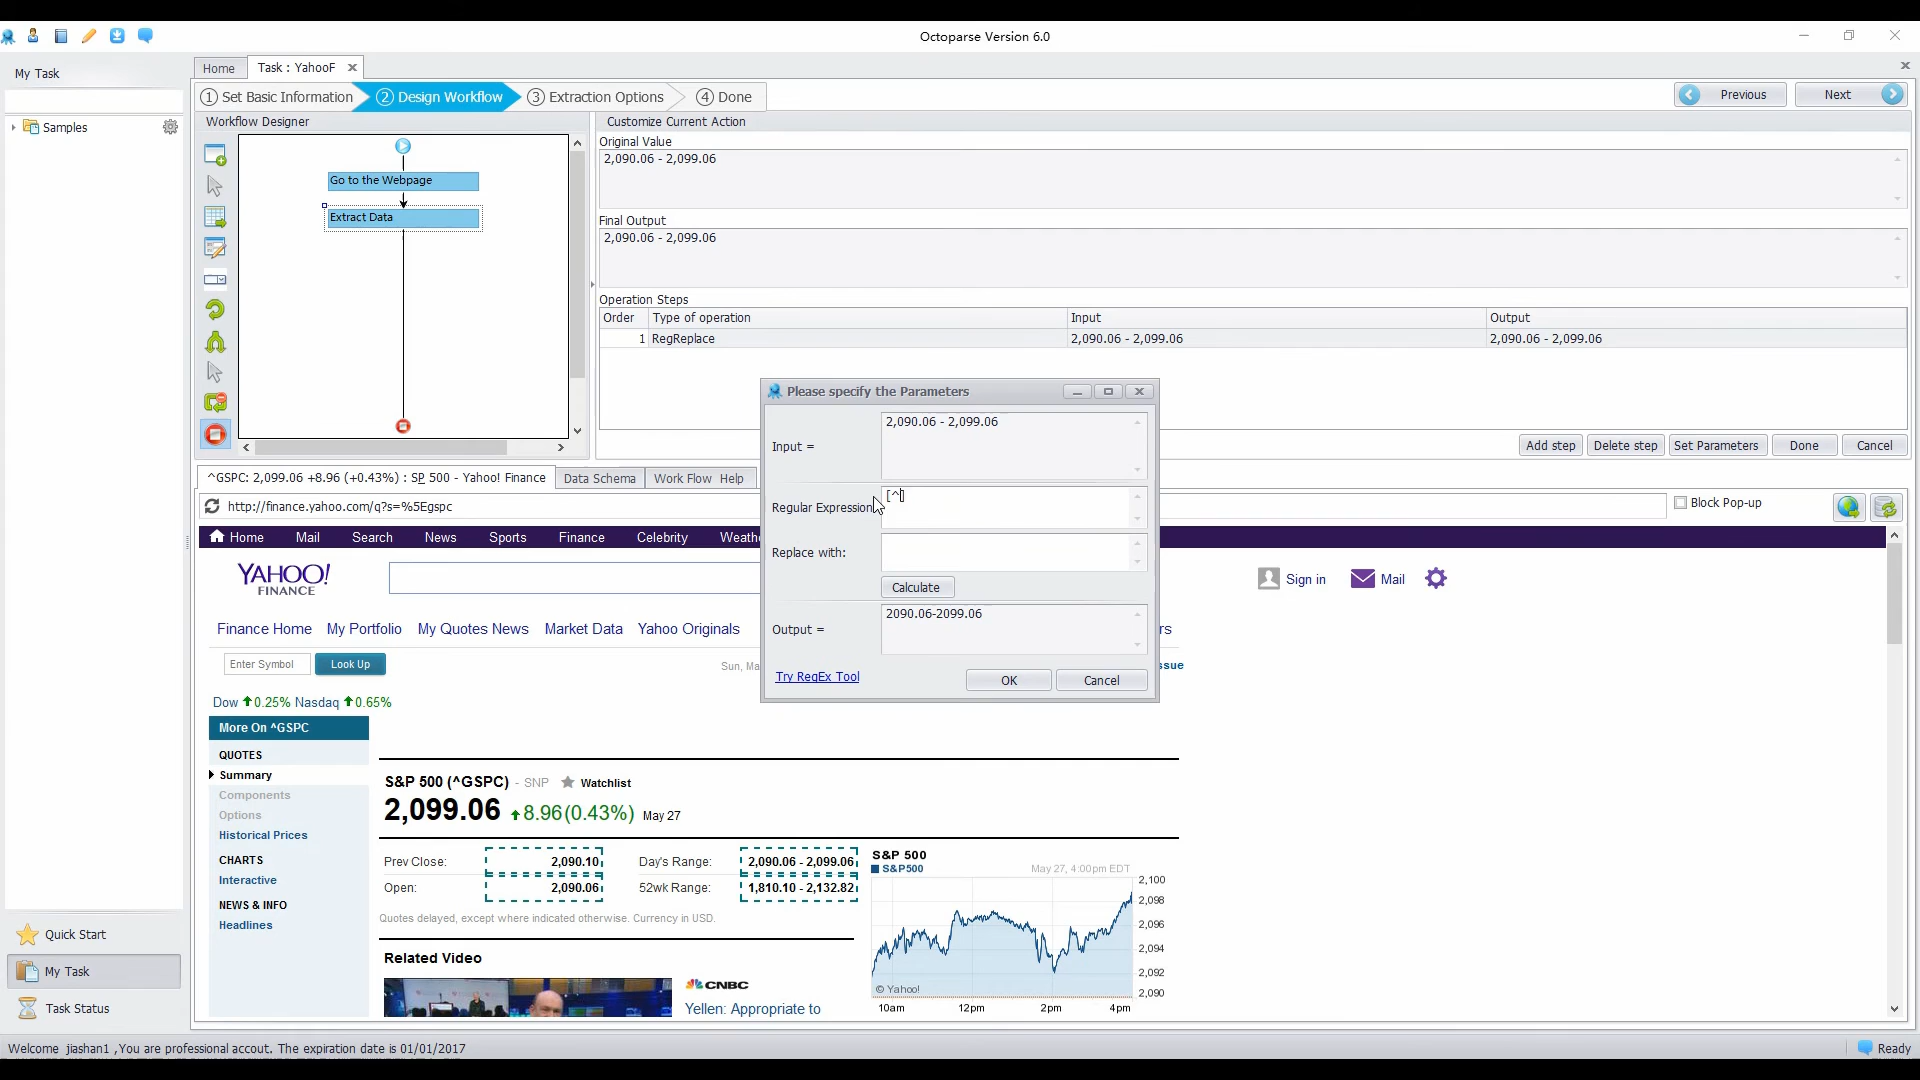 Octoparse Version 6.0
My Task
Home
Task : YahooF
1 Set Basic Information
2 Design Workflow
3 Extraction Options
4 Done
Previous
Next
Samples
Workflow Designer
Go to the Webpage
Extract Data
Customize Current Action
Original Value
2,090.06 - 2,099.06
Final Output
2,090.06 - 2,099.06
Operation Steps
Order Type of operation Input Output
1 RegReplace 2,090.06 - 2,099.06 2,090.06 - 2,099.06
Add step Delete step Set Parameters Done Cancel
Please specify the Parameters
Input =
2,090.06 - 2,099.06
Regular Expression
[^]
Replace with:
Calculate
Output =
2090.06-2099.06
Try RegEx Tool
OK
Cancel
^GSPC: 2,099.06 +8.96 (+0.43%) : SP 500 - Yahoo! Finance
Data Schema
Work Flow Help
http://finance.yahoo.com/q?s=%5Egspc
Block Pop-up
Home Mail Search News Sports Finance Celebrity Weath
YAHOO!
FINANCE
Sign in
Mail
Finance Home My Portfolio My Quotes News Market Data Yahoo Originals
rs
Enter Symbol
Look Up
Sun, Ma
ssue
Dow 0.25% Nasdaq 0.65%
More On ^GSPC
QUOTES
Summary
Components
Options
Historical Prices
CHARTS
Interactive
NEWS & INFO
Headlines
S&P 500 (^GSPC) - SNP Watchlist
2,099.06 8.96(0.43%) May 27
Prev Close: 2,090.10
Open: 2,090.06
Day's Range: 2,090.06 - 2,099.06
52wk Range: 1,810.10 - 2,132.82
Quotes delayed, except where indicated otherwise. Currency in USD.
S&P 500
S&P500
May 27, 4:00pm EDT
2,100
2,098
2,096
2,094
2,092
2,090
© Yahoo!
10am 12pm 2pm 4pm
Related Video
CNBC
Yellen: Appropriate to
Quick Start
My Task
Task Status
Welcome jiashan1 ,You are professional accout. The expiration date is 01/01/2017
Ready